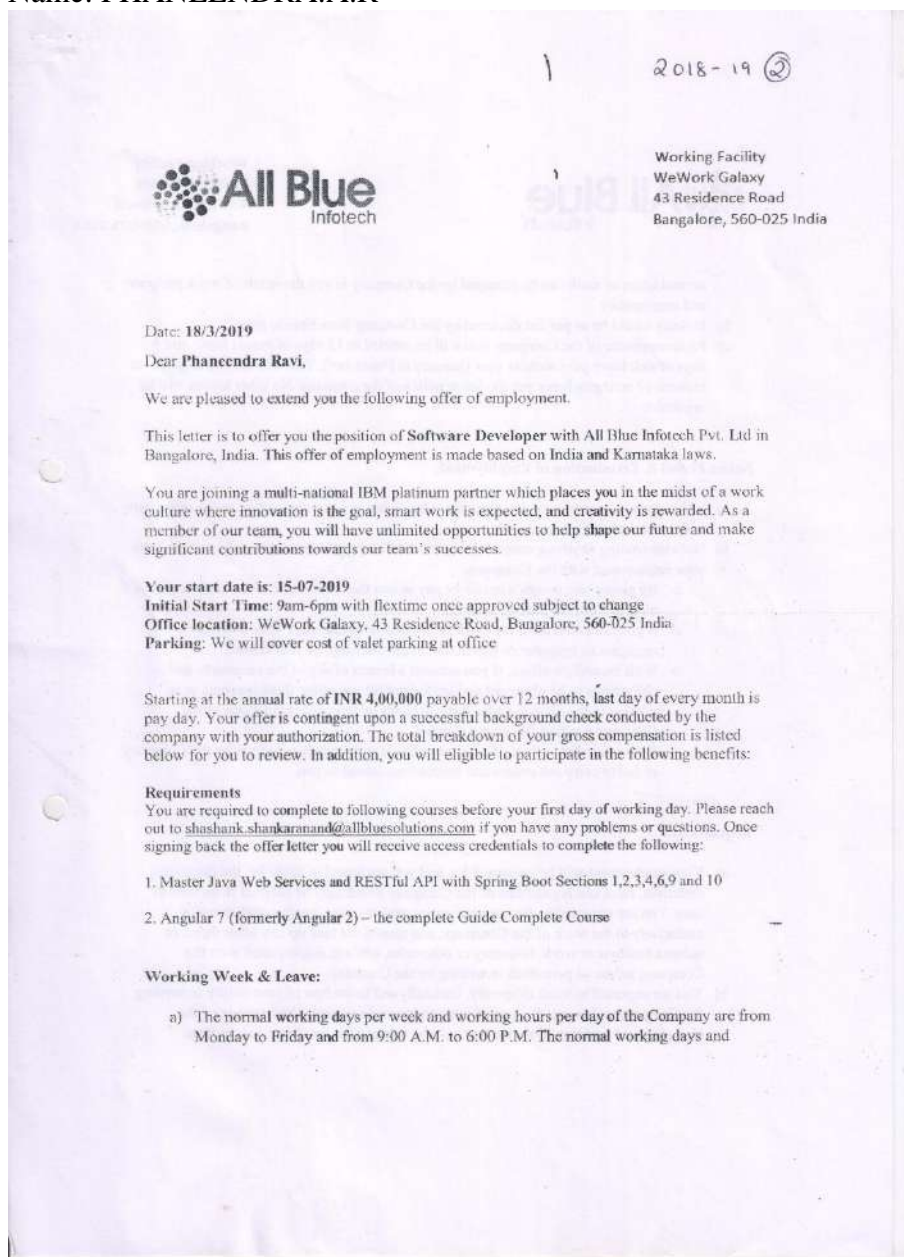 Name: PHANEENDRA.A.R
1
2018-19 ②
All Blue
Infotech
Working Facility
WeWork Galaxy
43 Residence Road
Bangalore, 560-025 India
Date: 18/3/2019
Dear Phaneendra Ravi,
We are pleased to extend you the following offer of employment.
This letter is to offer you the position of Software Developer with All Blue Infotech Pvt. Ltd in
Bangalore, India. This offer of employment is made based on India and Karnataka laws.
You are joining a multi-national IBM platinum partner which places you in the midst of a work
culture where innovation is the goal, smart work is expected, and creativity is rewarded. As a
member of our team, you will have unlimited opportunities to help shape our future and make
significant contributions towards our team's successes.
Your start date is: 15-07-2019
Initial Start Time: 9am-6pm with flextime once approved subject to change
Office location: WeWork Galaxy, 43 Residence Road, Bangalore, 560-025 India
Parking: We will cover cost of valet parking at office
Starting at the annual rate of INR 4,00,000 payable over 12 months, last day of every month is
pay day. Your offer is contingent upon a successful background check conducted by the
company with your authorization. The total breakdown of your gross compensation is listed
below for you to review. In addition, you will eligible to participate in the following benefits:
Requirements
You are required to complete to following courses before your first day of working day. Please reach
out to shashank.shankaranand@allbluesolutions.com if you have any problems or questions. Once
signing back the offer letter you will receive access credentials to complete the following:
1. Master Java Web Services and RESTful API with Spring Boot Sections 1,2,3,4,6,9 and 10
2. Angular 7 (formerly Angular 2) – the complete Guide Complete Course
Working Week & Leave:
a) The normal working days per week and working hours per day of the Company are from
Monday to Friday and from 9:00 A.M. to 6:00 P.M. The normal working days and